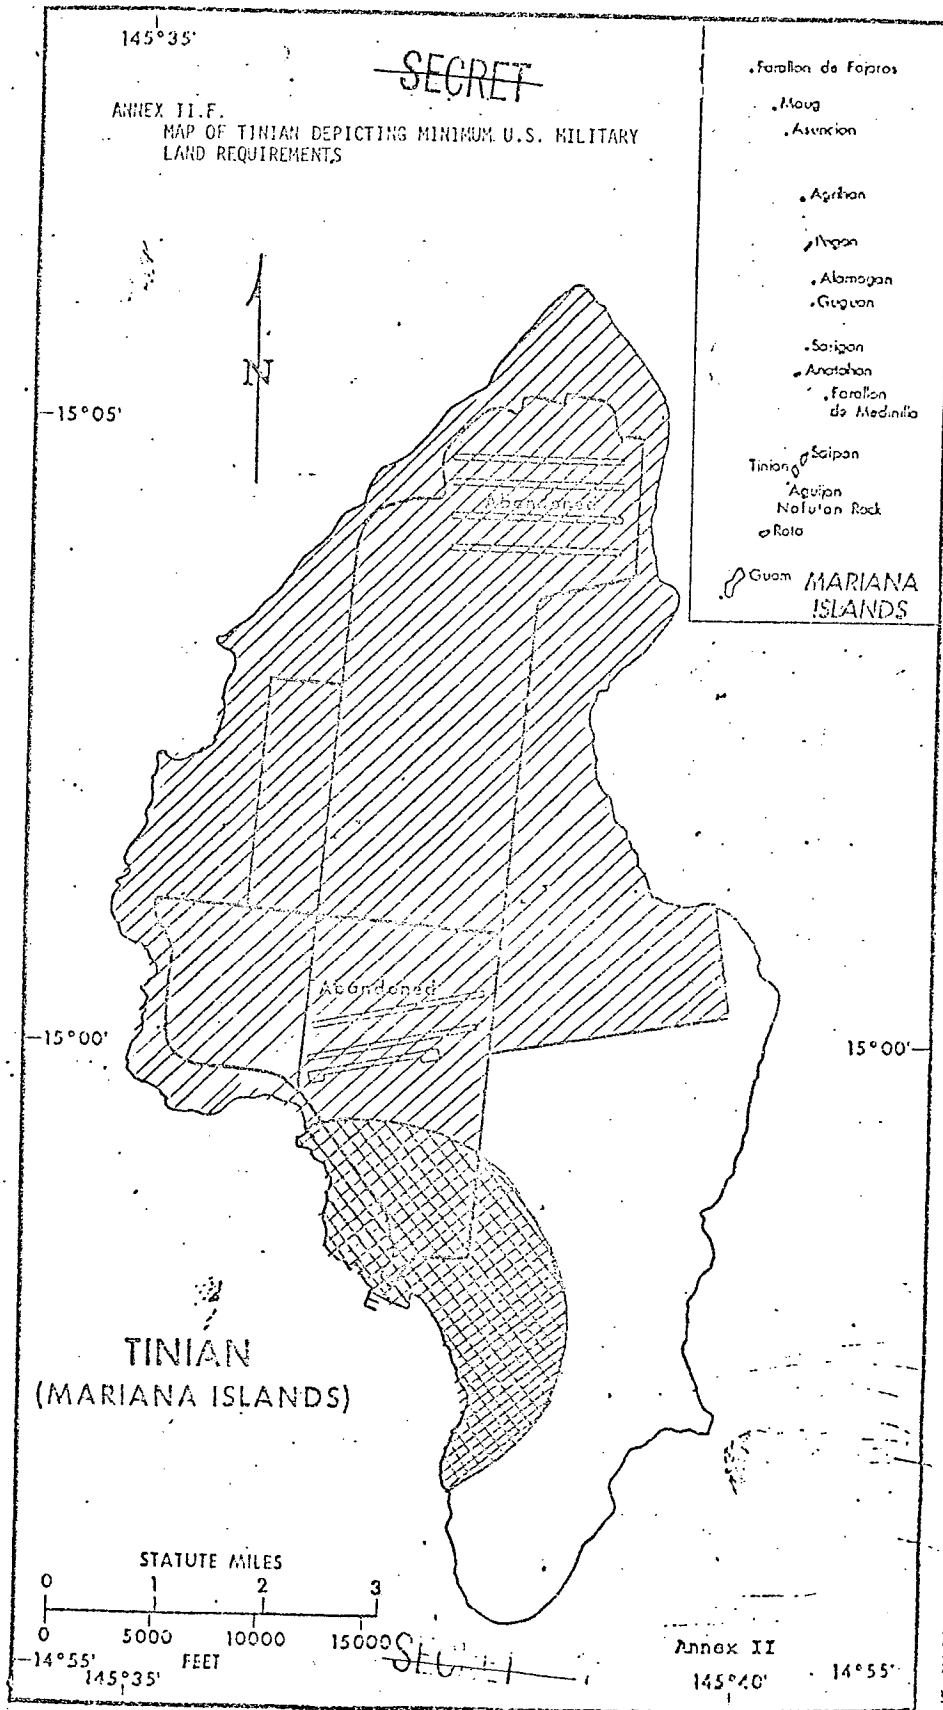 145°35'
SECRET
ANNEX II.F.
MAP OF TINIAN DEPICTING MINIMUM U.S. MILITARY
LAND REQUIREMENTS
Farallon de Pajaros
Maug
Asuncion
Agrihan
Pagan
Alamagan
Guguan
Sarigan
Anatahan
Farallon
de Medinilla
Saipan
Tinian
Aguijan
Nafutan Rock
Rota
Guam
MARIANA
ISLANDS
N
15°05'
Abandoned
Abandoned
15°00'
15°00'
TINIAN
(MARIANA ISLANDS)
STATUTE MILES
0 1 2 3
0 5000 10000 15000
FEET
14°55'
145°35'
Annex II
145°40'
14°55'